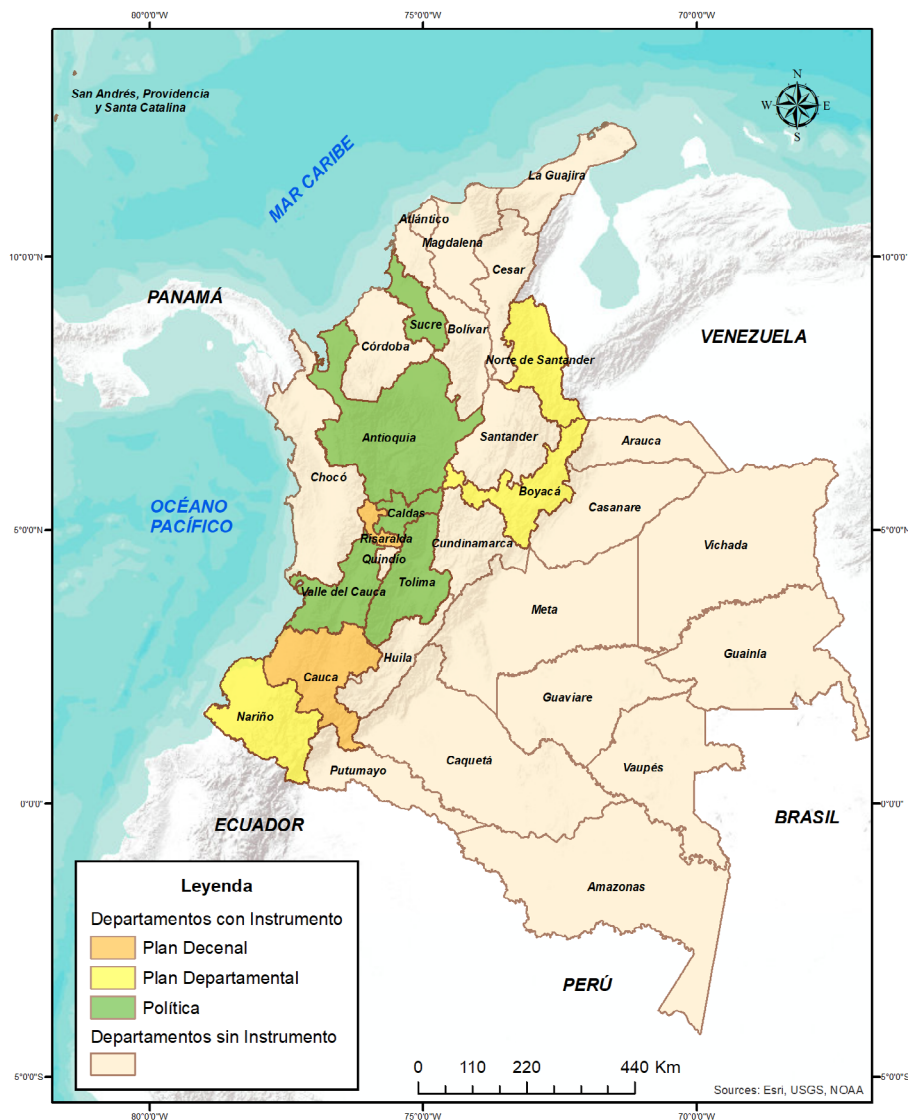 80°0'0"
75°0'0"
70°0'0"
San Andrés, Providencia
y Santa Catalina
N
W
E
S
MAR CARIBE
La Guajira
Atlántico
Magdalena
10°0'0"N
10°0'0"N
Cesar
PANAMÁ
Sucre
Bolívar
VENEZUELA
Córdoba
Norte de Santander
Antioquia
Santander
Arauca
Chocó
Boyacá
OCÉANO
PACÍFICO
Casanare
Caldas
5°0'0"N
5°0'0"N
Risaralda
Cundinamarca
Vichada
Quindío
Tolima
Valle del Cauca
Meta
Guainía
Huila
Cauca
Guaviare
Nariño
Caquetá
Vaupés
Putumayo
0°0'0"
0°0'0"
ECUADOR
BRASIL
Amazonas
PERÚ
Leyenda
Departamentos con Instrumento
Plan Decenal
Plan Departamental
Política
Departamentos sin Instrumento
0 110 220 440 Km
Sources: Esri, USGS, NOAA
5°0'0"S
5°0'0"S
80°0'0"
75°0'0"
70°0'0"